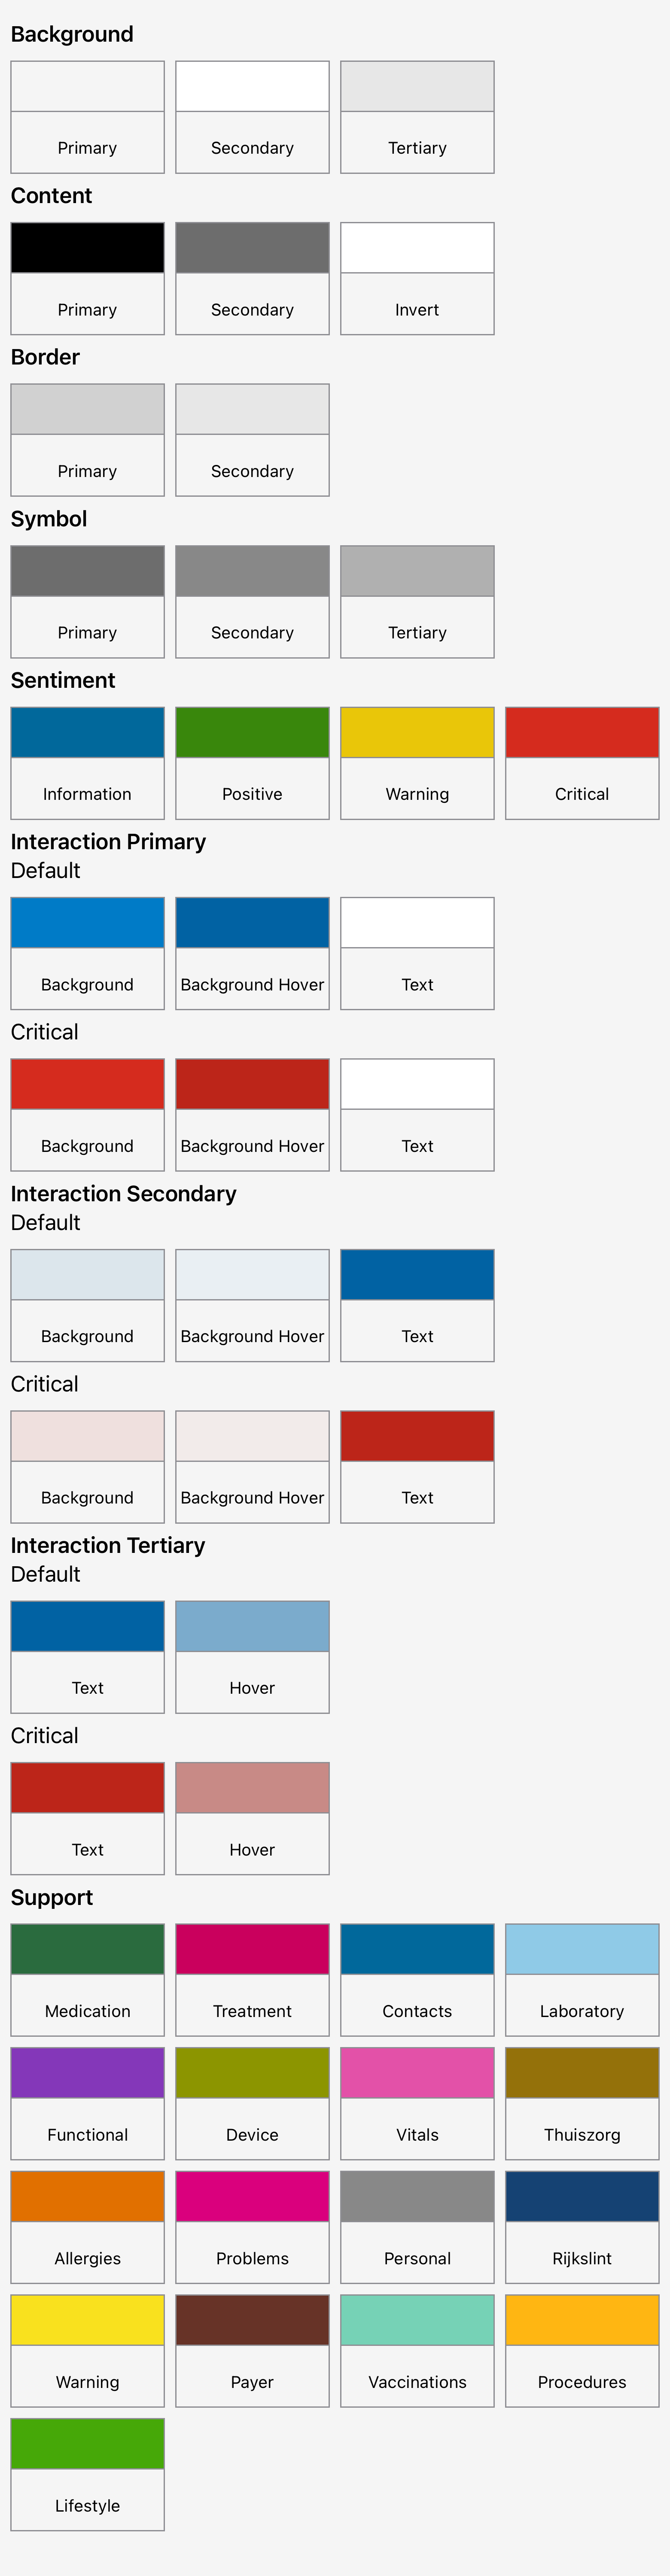 Background
Primary Secondary Tertiary
Content
Primary Secondary Invert
Border
Primary Secondary
Symbol
Primary Secondary Tertiary
Sentiment
Information Positive Warning Critical
Interaction Primary
Default
Background Background Hover Text
Critical
Background Background Hover Text
Interaction Secondary
Default
Background Background Hover Text
Critical
Background Background Hover Text
Interaction Tertiary
Default
Text Hover
Critical
Text Hover
Support
Medication Treatment Contacts Laboratory
Functional Device Vitals Thuiszorg
Allergies Problems Personal Rijkslint
Warning Payer Vaccinations Procedures
Lifestyle